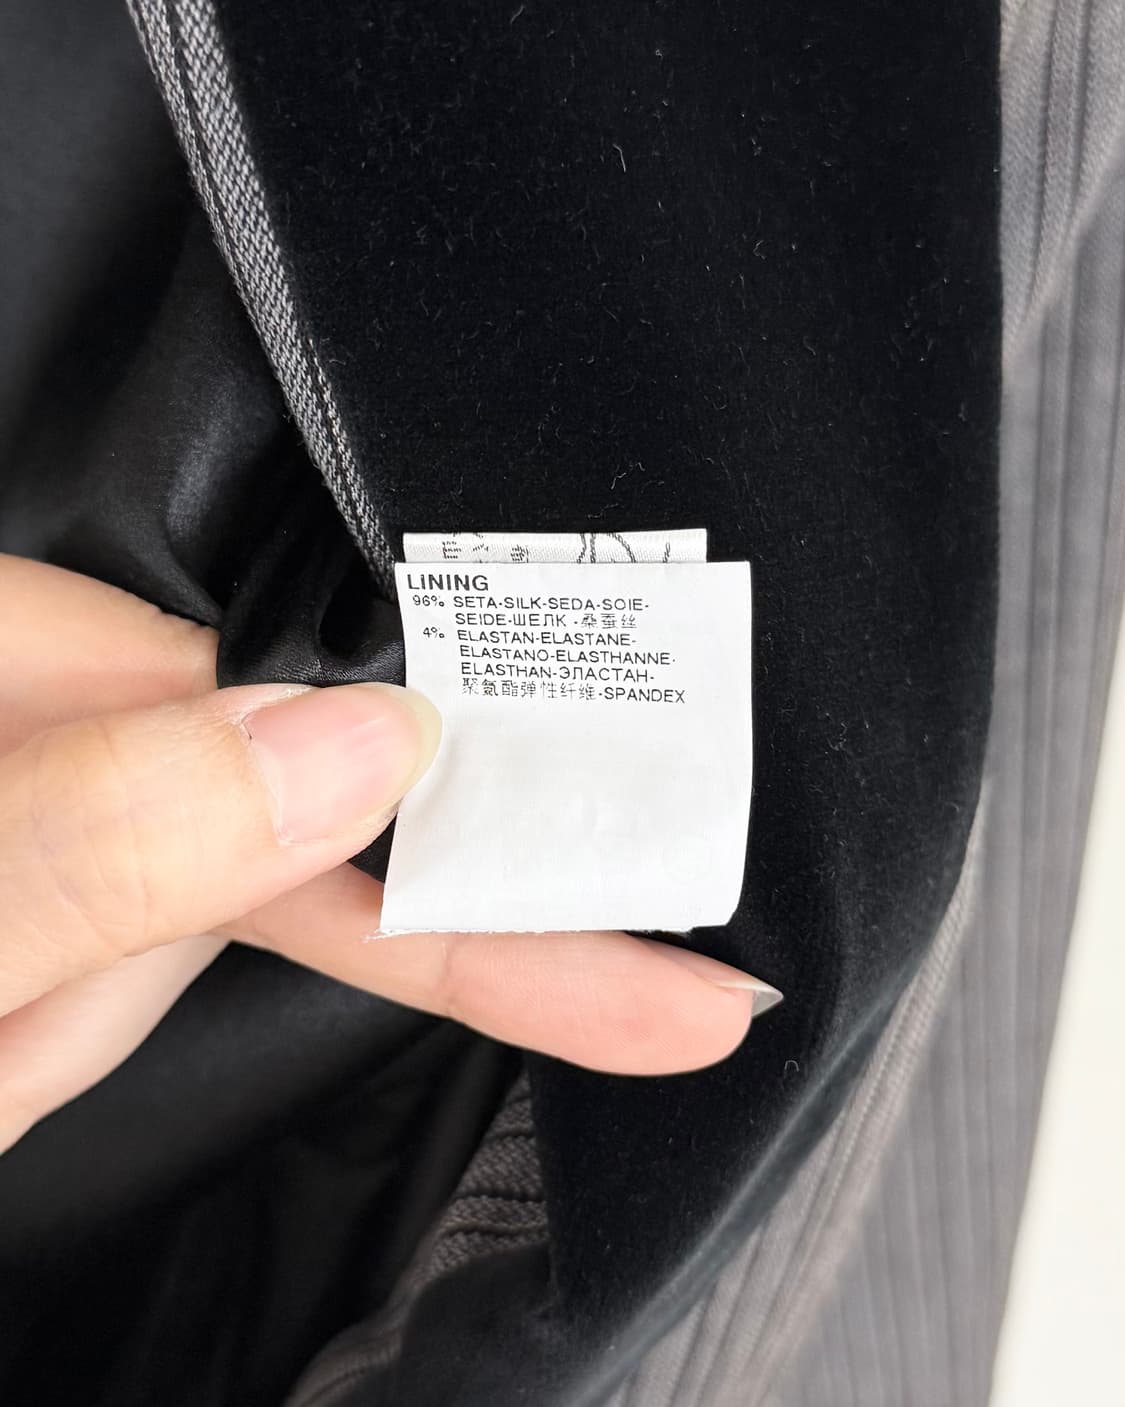 LINING
96% SETA-SILK-SEDA-SOIE-
SEIDE-ШЕЛК-桑蚕丝
4% ELASTAN-ELASTANE-
ELASTANO-ELASTHANNE-
ELASTHAN-ЭЛАСТАН-
聚氨酯弹性纤维-SPANDEX